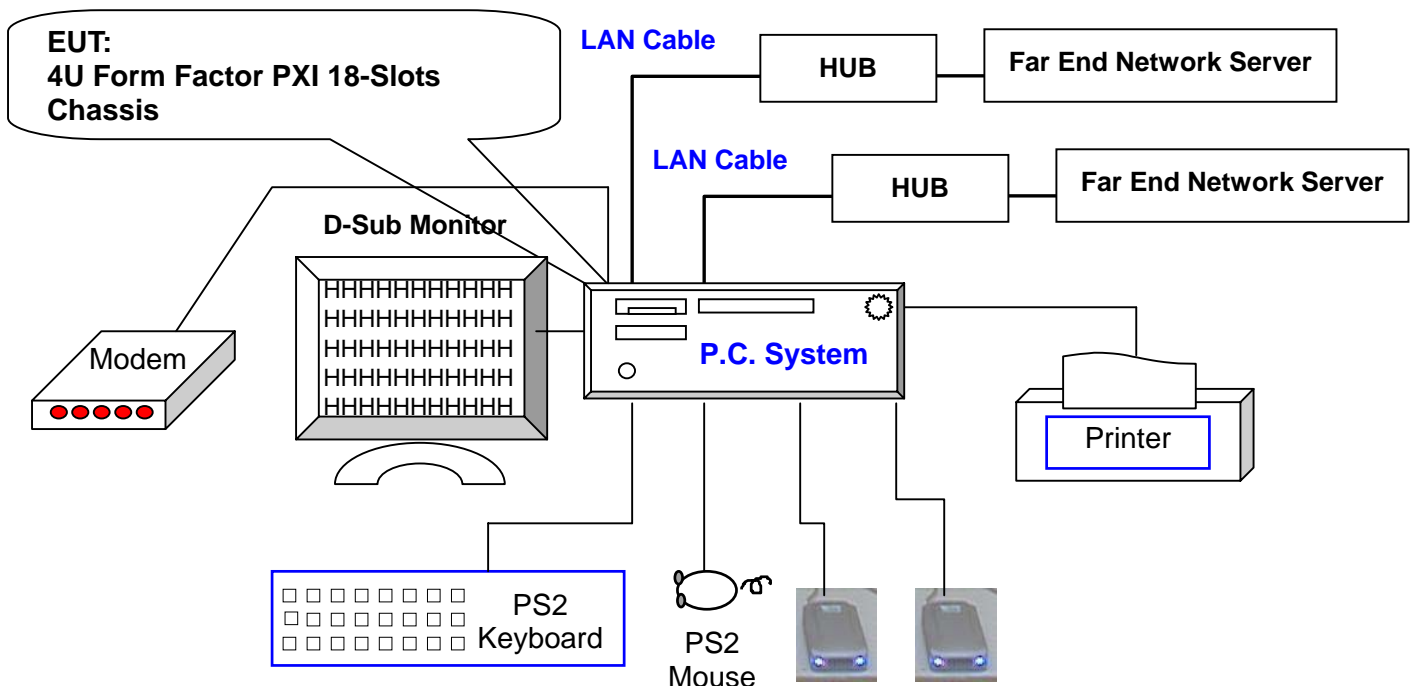 EUT:
4U Form Factor PXI 18-Slots
Chassis
LAN Cable
HUB
Far End Network Server
LAN Cable
HUB
Far End Network Server
D-Sub Monitor
HHHHHHHHHHH
HHHHHHHHHHH
HHHHHHHHHHH
HHHHHHHHHHH
HHHHHHHHHHH
P.C. System
Modem
Printer
PS2
Keyboard
PS2
Mouse